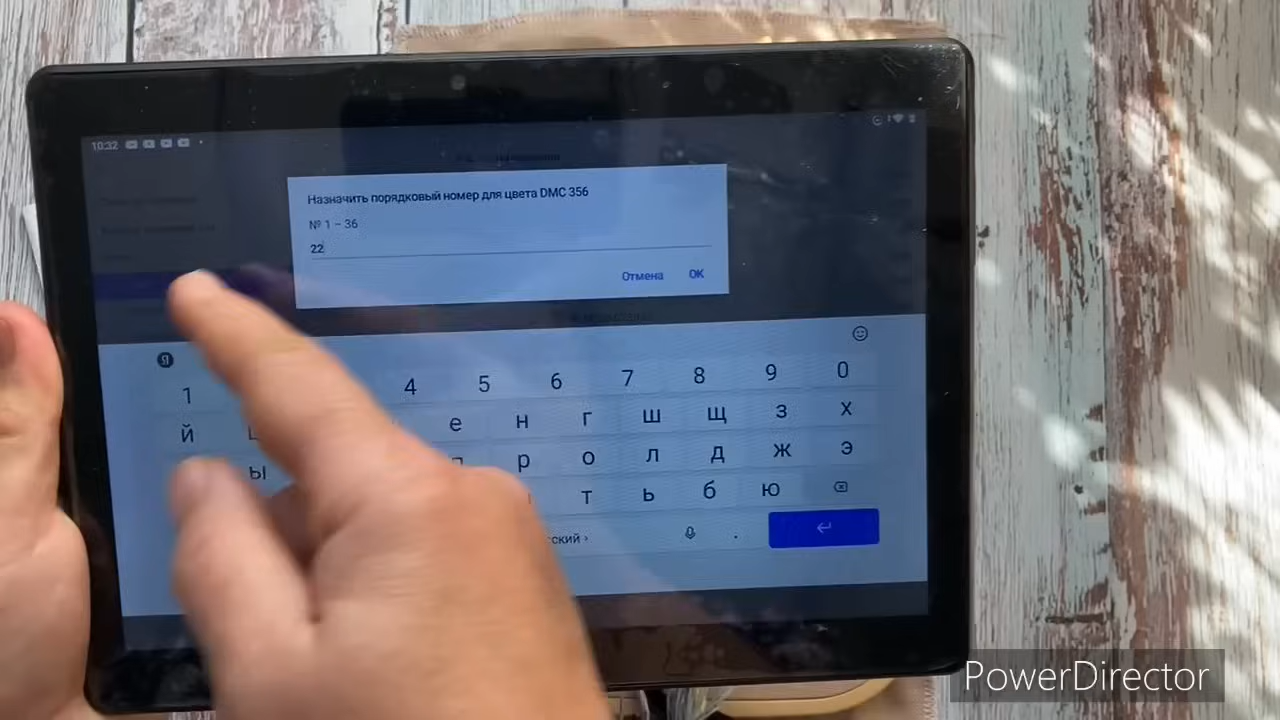 10:32
Назначить порядковый номер для цвета DMC 356
№ 1 – 36
22
Отмена OK
1 4 5 6 7 8 9 0
й е н г ш щ з х
ы р о л д ж э
т ь б ю
ский ›
.
PowerDirector